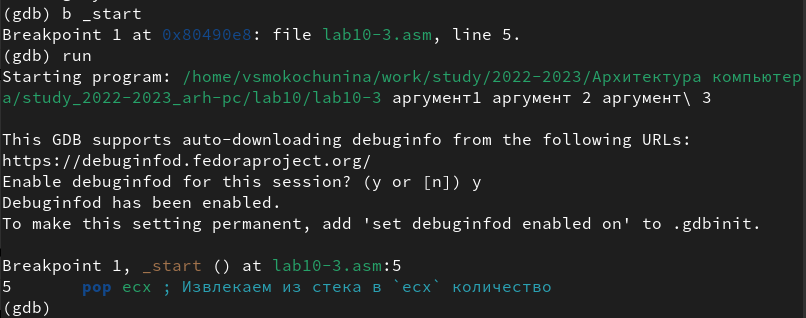 (gdb) b _start
Breakpoint 1 at 0x80490e8: file lab10-3.asm, line 5.
(gdb) run
Starting program: /home/vsmokochunina/work/study/2022-2023/Архитектура компьютер
а/study_2022-2023_arh-pc/lab10/lab10-3 аргумент1 аргумент 2 аргумент\ 3
This GDB supports auto-downloading debuginfo from the following URLs:
https://debuginfod.fedoraproject.org/
Enable debuginfod for this session? (y or [n]) y
Debuginfod has been enabled.
To make this setting permanent, add 'set debuginfod enabled on' to .gdbinit.
Breakpoint 1, _start () at lab10-3.asm:5
5 pop ecx ; Извлекаем из стека в `ecx` количество
(gdb)